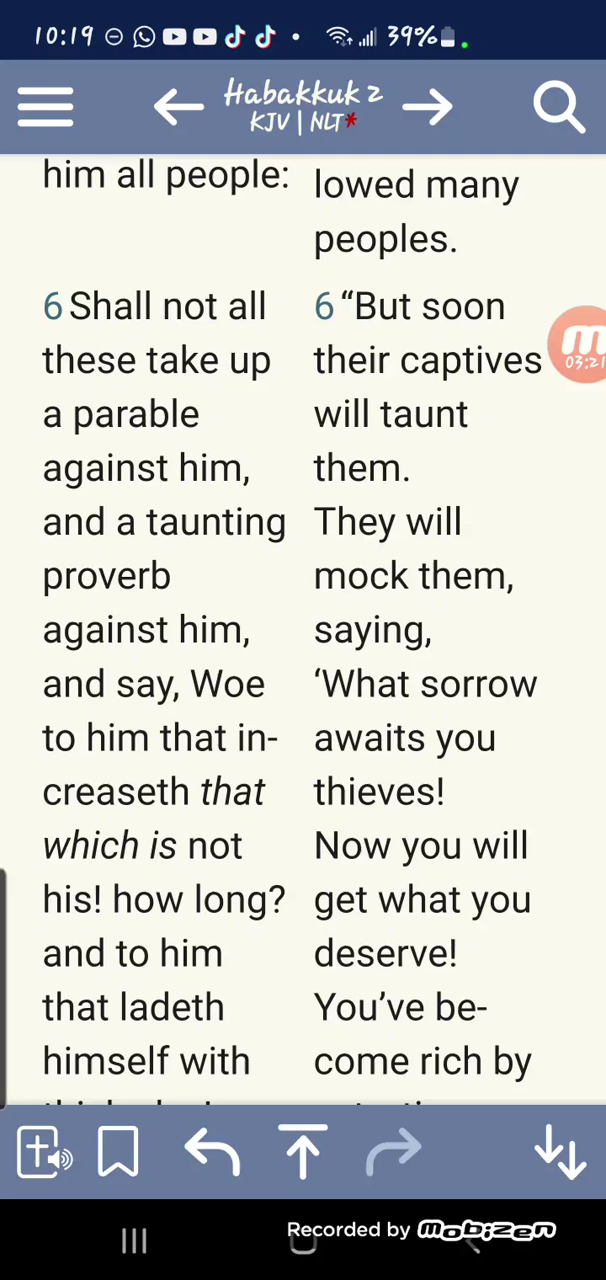 10:19 39%
Habakkuk 2
KJV | NLT*
him all people:
6 Shall not all
these take up
a parable
against him,
and a taunting
proverb
against him,
and say, Woe
to him that in-
creaseth that
which is not
his! how long?
and to him
that ladeth
himself with
lowed many
peoples.
6 “But soon
their captives
will taunt
them.
They will
mock them,
saying,
‘What sorrow
awaits you
thieves!
Now you will
get what you
deserve!
You’ve be-
come rich by
03:21
Recorded by mobizen